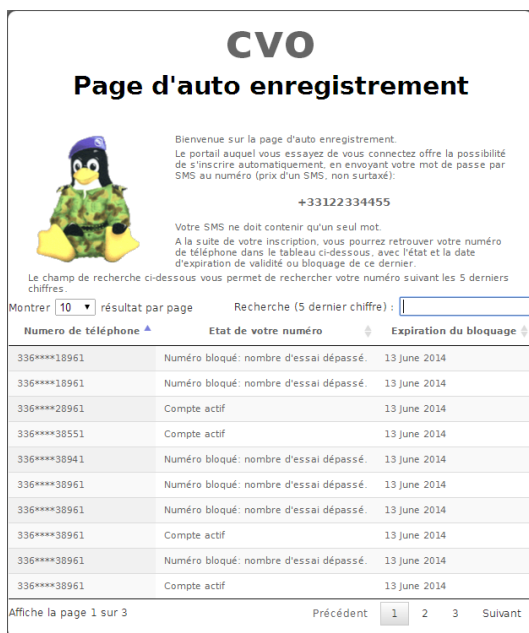 CVO
Page d'auto enregistrement
Bienvenue sur la page d'auto enregistrement.
Le portail auquel vous essayez de vous connectez offre la possibilité
de s'inscrire automatiquement, en envoyant votre mot de passe par
SMS au numéro (prix d'un SMS, non surtaxé):
+33122334455
Votre SMS ne doit contenir qu'un seul mot.
A la suite de votre inscription, vous pourrez retrouver votre numéro
de téléphone dans le tableau ci-dessous, avec l'état et la date
d'expiration de validité ou bloquage de ce dernier.
Le champ de recherche ci-dessous vous permet de rechercher votre numéro suivant les 5 derniers
chiffres.
Montrer 10 résultat par page Recherche (5 dernier chiffre) :
Numero de téléphone Etat de votre numéro Expiration du bloquage
336****18961 Numéro bloqué: nombre d'essai dépassé. 13 June 2014
336****18961 Numéro bloqué: nombre d'essai dépassé. 13 June 2014
336****28961 Compte actif 13 June 2014
336****38551 Compte actif 13 June 2014
336****38941 Numéro bloqué: nombre d'essai dépassé. 13 June 2014
336****38961 Numéro bloqué: nombre d'essai dépassé. 13 June 2014
336****38961 Numéro bloqué: nombre d'essai dépassé. 13 June 2014
336****38961 Compte actif 13 June 2014
336****38961 Numéro bloqué: nombre d'essai dépassé. 13 June 2014
336****38961 Compte actif 13 June 2014
Affiche la page 1 sur 3 Précédent 1 2 3 Suivant